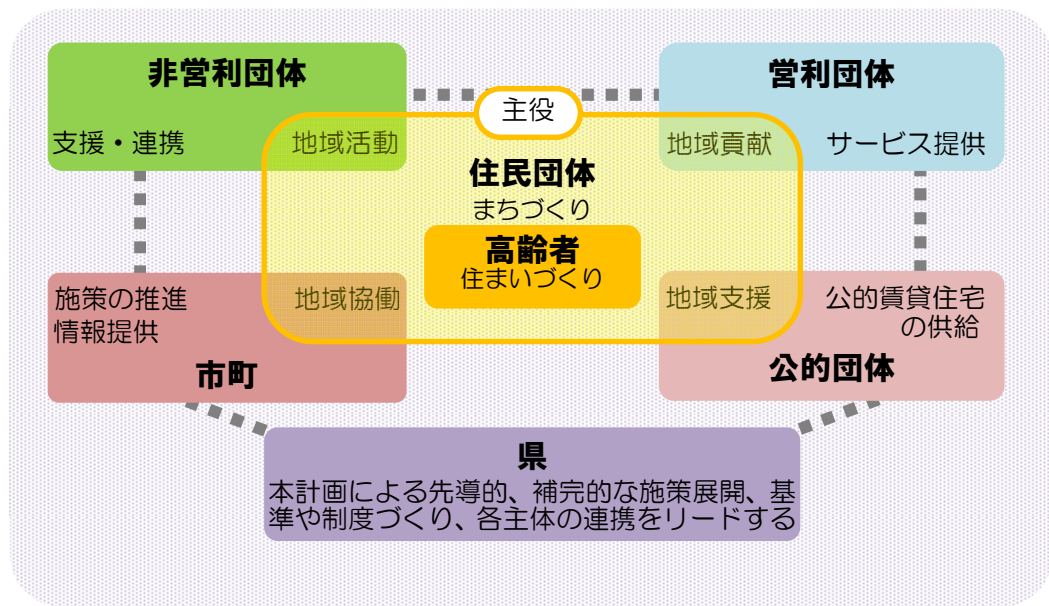 非営利団体
支援・連携
地域活動
営利団体
地域貢献
サービス提供
主役
住民団体
まちづくり
高齢者
住まいづくり
施策の推進
情報提供
地域協働
市町
地域支援
公的賃貸住宅
の供給
公的団体
県
本計画による先導的、補完的な施策展開、基
準や制度づくり、各主体の連携をリードする